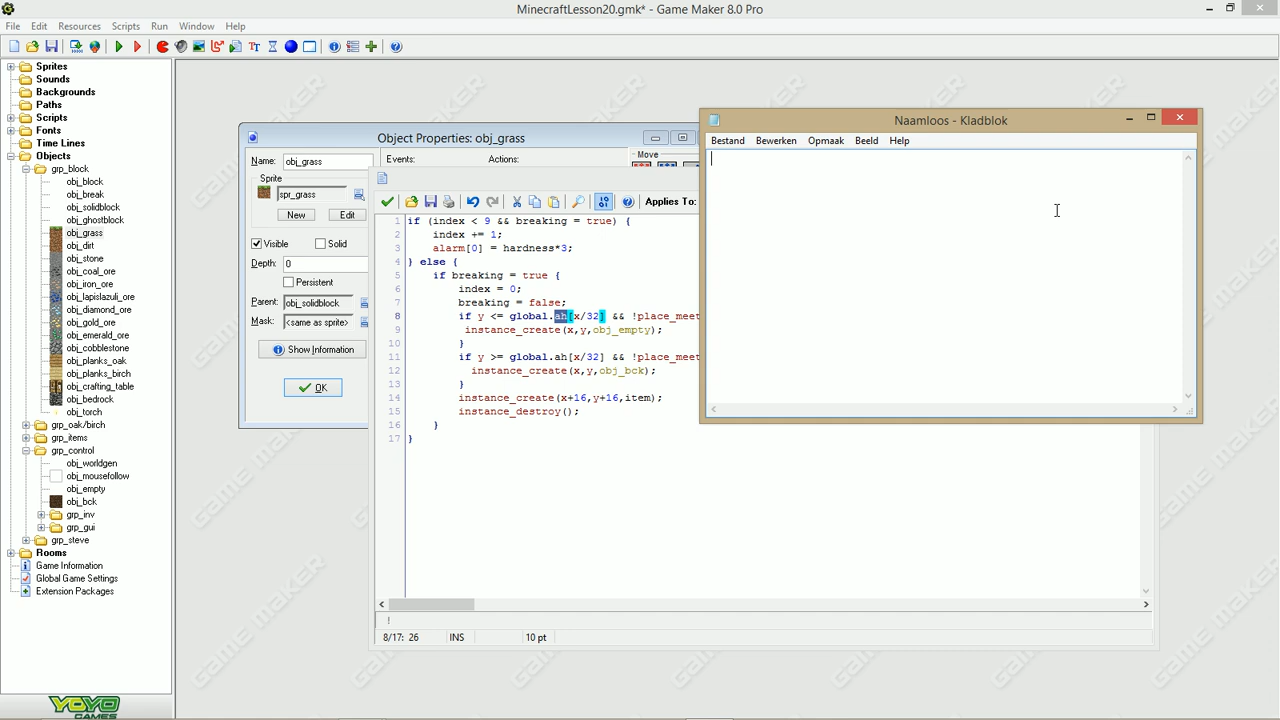 MinecraftLesson20.gmk* - Game Maker 8.0 Pro
File Edit Resources Scripts Run Window Help
Sprites
Sounds
Backgrounds
Paths
Scripts
Fonts
Time Lines
Objects
grp_block
obj_block
obj_break
obj_solidblock
obj_ghostblock
obj_grass
obj_dirt
obj_stone
obj_coal_ore
obj_iron_ore
obj_lapislazuli_ore
obj_diamond_ore
obj_gold_ore
obj_emerald_ore
obj_cobblestone
obj_planks_oak
obj_planks_birch
obj_crafting_table
obj_bedrock
obj_torch
grp_oak/birch
grp_items
grp_control
obj_worldgen
obj_mousefollow
obj_empty
obj_bck
grp_inv
grp_gui
grp_steve
Rooms
Game Information
Global Game Settings
Extension Packages
YOYO
GAMES
Object Properties: obj_grass
Name: obj_grass
Sprite
spr_grass
New Edit
Visible Solid
Depth: 0
Persistent
Parent: obj_solidblock
Mask: <same as sprite>
Show Information
OK
Events: Actions:
Move
Applies To:
1 if (index < 9 && breaking = true) {
2 index += 1;
3 alarm[0] = hardness*3;
4 } else {
5 if breaking = true {
6 index = 0;
7 breaking = false;
8 if y <= global.ah[x/32] && !place_meet
9 instance_create(x,y,obj_empty);
10 }
11 if y >= global.ah[x/32] && !place_meet
12 instance_create(x,y,obj_bck);
13 }
14 instance_create(x+16,y+16,item);
15 instance_destroy();
16 }
17 }
!
8/17: 26 INS 10 pt
Naamloos - Kladblok
Bestand Bewerken Opmaak Beeld Help
GAME MAKER